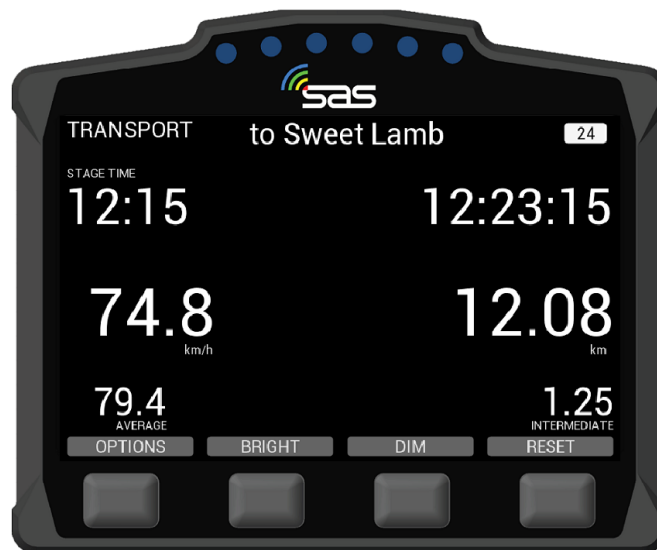 sas
TRANSPORT to Sweet Lamb 24
STAGE TIME
12:15 12:23:15
74.8 12.08
km/h km
79.4 1.25
AVERAGE INTERMEDIATE
OPTIONS BRIGHT DIM RESET